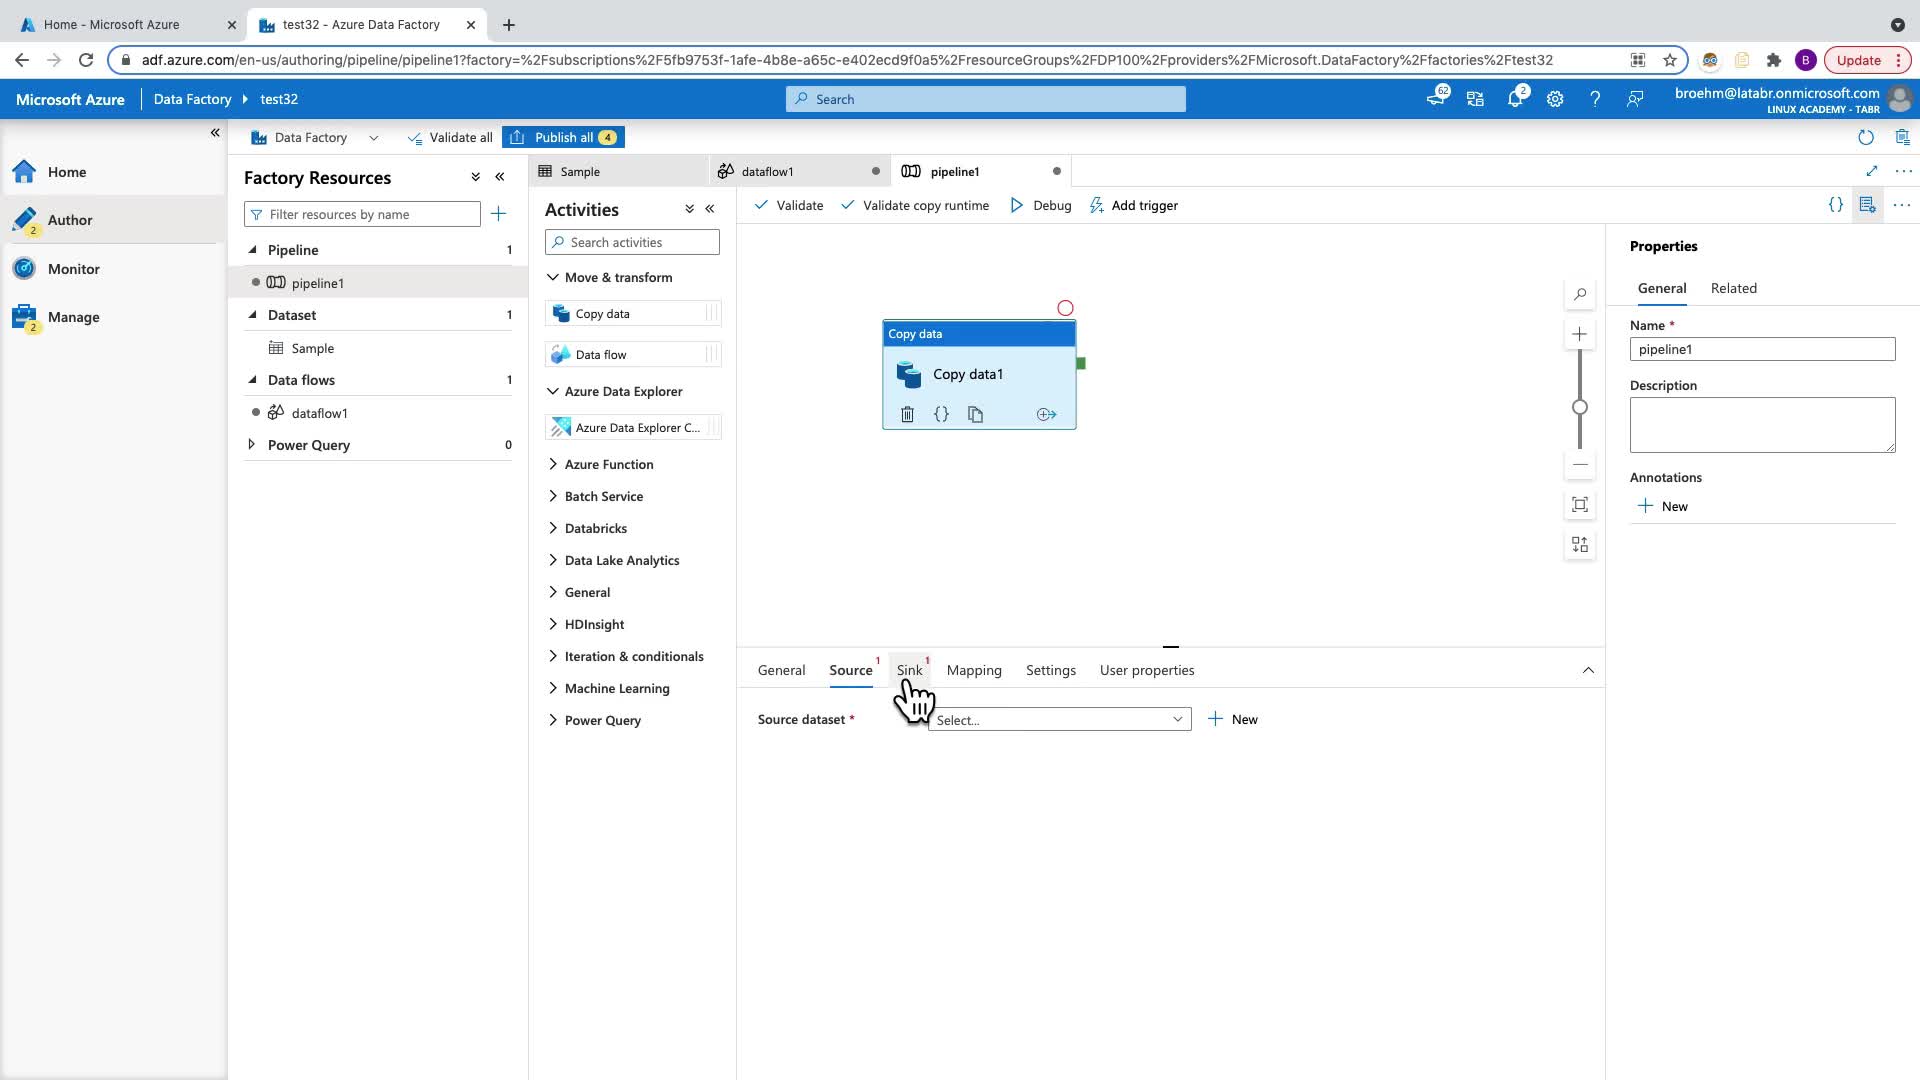 Home - Microsoft Azure
test32 - Azure Data Factory
adf.azure.com/en-us/authoring/pipeline/pipeline1?factory=%2Fsubscriptions%2F5fb9753f-1afe-4b8e-a65c-e402ecd9f0a5%2FresourceGroups%2FDP100%2Fproviders%2FMicrosoft.DataFactory%2Ffactories%2Ftest32
B
Update
Microsoft Azure
Data Factory
test32
Search
62
2
broehm@latabr.onmicrosoft.com
LINUX ACADEMY - TABR
Home
Author
2
Monitor
Manage
2
Data Factory
Validate all
Publish all
4
Factory Resources
Filter resources by name
Pipeline
1
pipeline1
Dataset
1
Sample
Data flows
1
dataflow1
Power Query
0
Sample
dataflow1
pipeline1
Activities
Search activities
Move & transform
Copy data
Data flow
Azure Data Explorer
Azure Data Explorer C...
Azure Function
Batch Service
Databricks
Data Lake Analytics
General
HDInsight
Iteration & conditionals
Machine Learning
Power Query
Validate
Validate copy runtime
Debug
Add trigger
Copy data
Copy data1
General
Source
1
Sink
1
Mapping
Settings
User properties
Source dataset *
Select...
New
Properties
General
Related
Name *
pipeline1
Description
Annotations
New